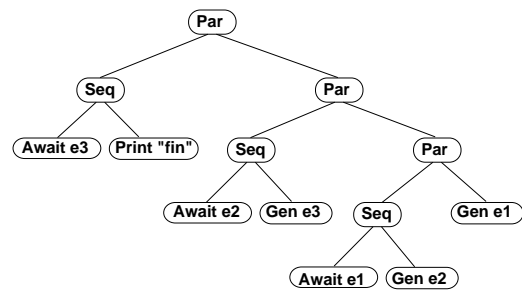 Par
Seq
Par
Await e3
Print "fin"
Seq
Par
Await e2
Gen e3
Seq
Gen e1
Await e1
Gen e2